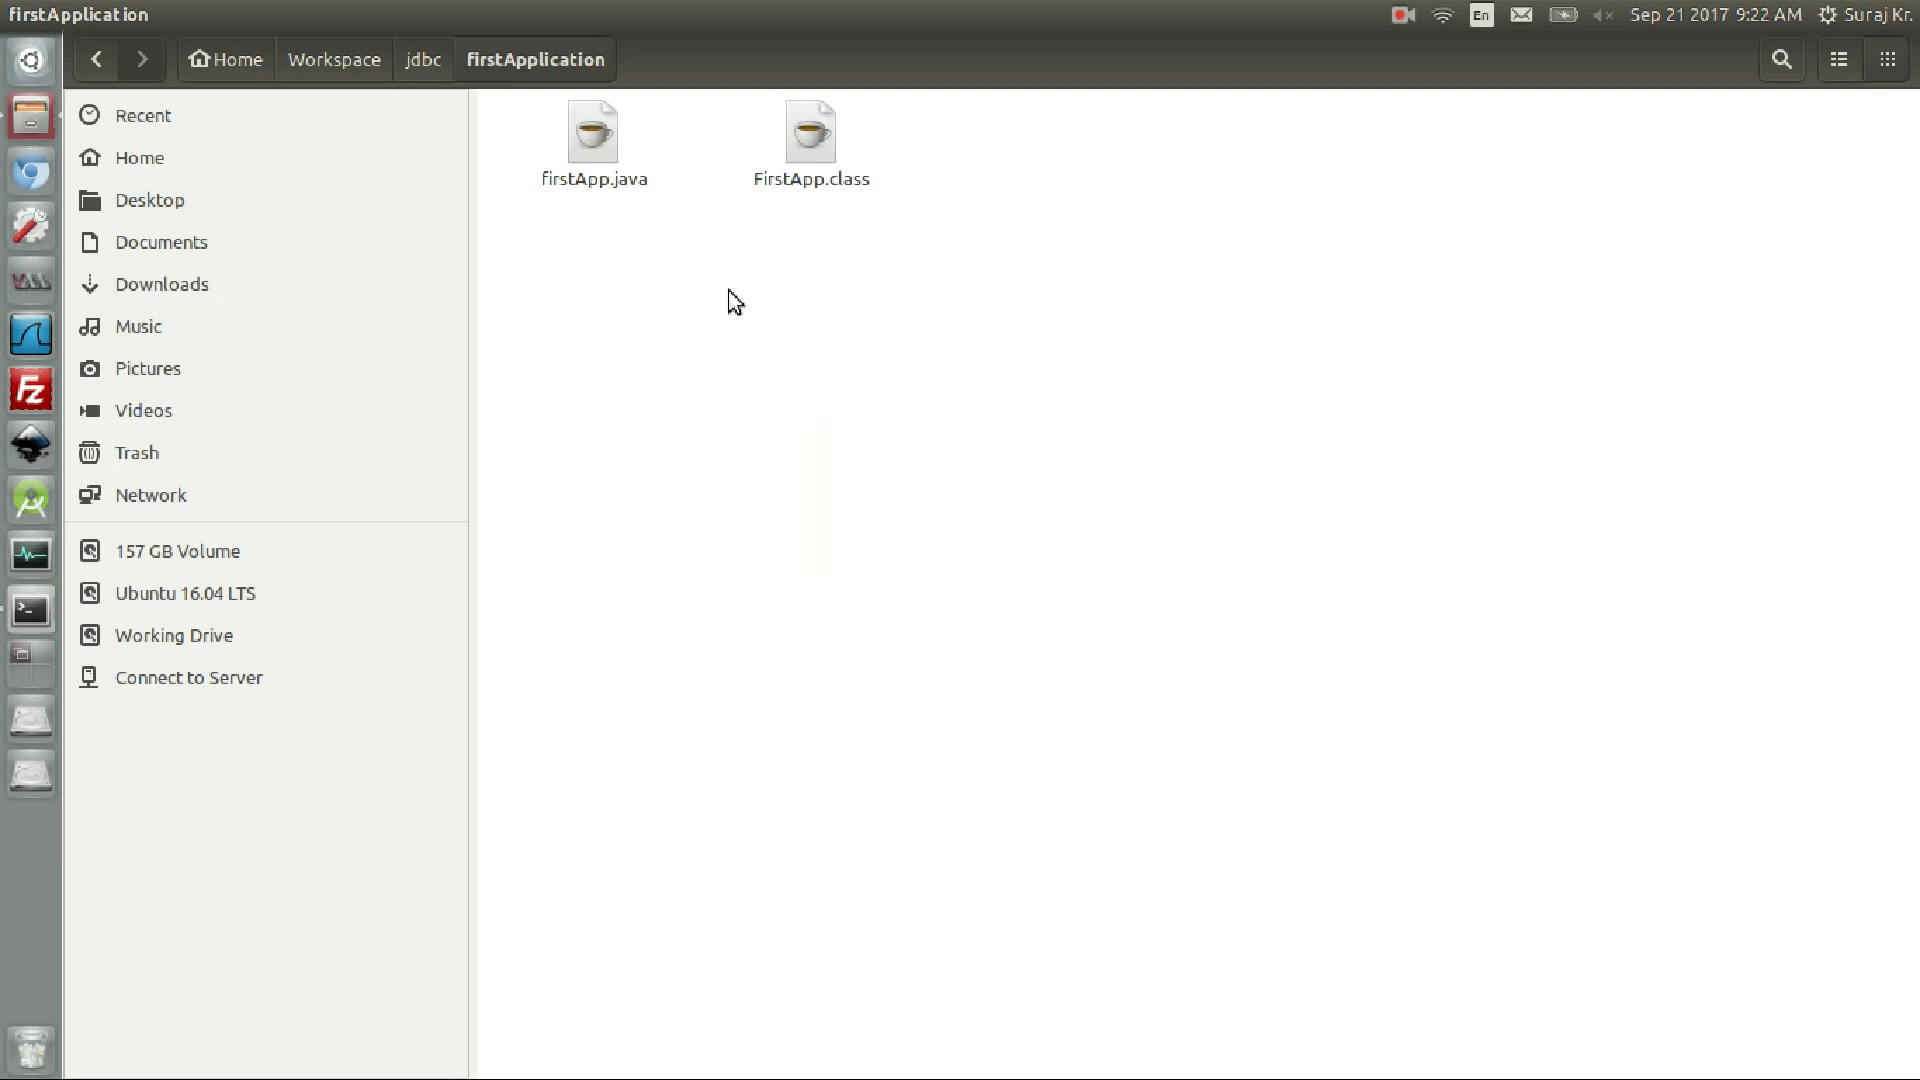 firstApplication
En
Sep 21 2017 9:22 AM
Suraj Kr.
Home
Workspace
jdbc
firstApplication
Recent
Home
Desktop
Documents
Downloads
Music
Pictures
Videos
Trash
Network
157 GB Volume
Ubuntu 16.04 LTS
Working Drive
Connect to Server
firstApp.java
FirstApp.class
Fz